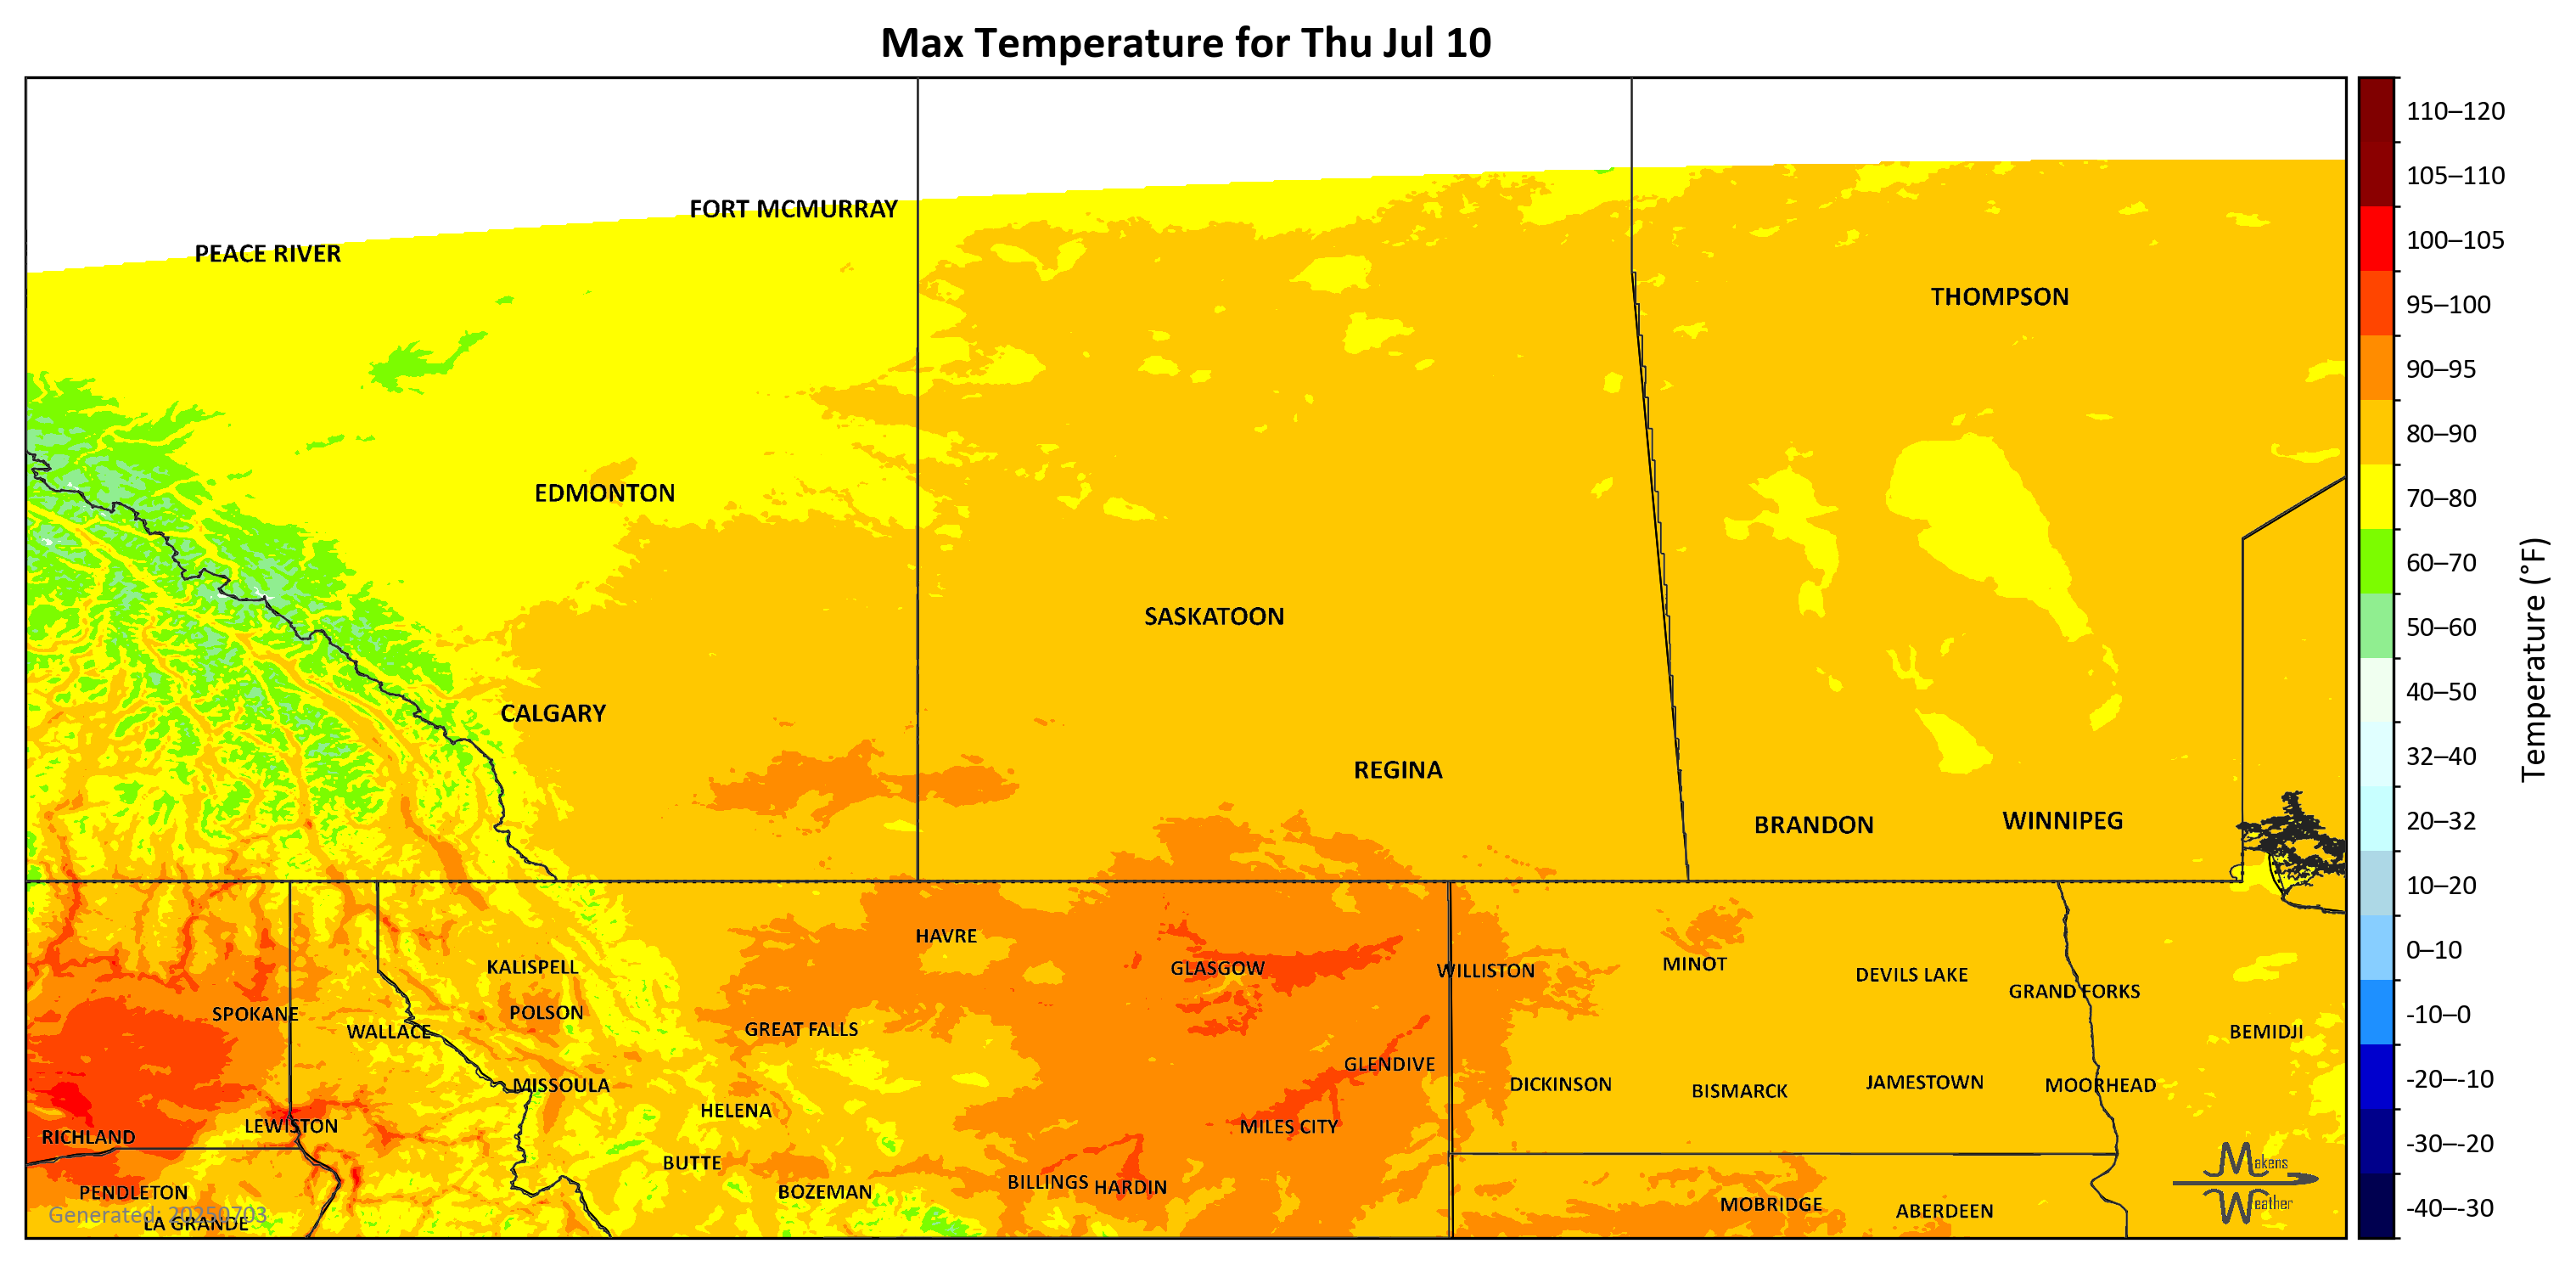 Max Temperature for Thu Jul 10
FORT MCMURRAY
PEACE RIVER
THOMPSON
EDMONTON
SASKATOON
CALGARY
REGINA
BRANDON
WINNIPEG
HAVRE
KALISPELL
GLASGOW
WILLISTON
MINOT
DEVILS LAKE
GRAND FORKS
SPOKANE
POLSON
WALLACE
GREAT FALLS
BEMIDJI
GLENDIVE
MISSOULA
DICKINSON
BISMARCK
JAMESTOWN
MOORHEAD
HELENA
LEWISTON
MILES CITY
RICHLAND
BUTTE
BILLINGS
HARDIN
PENDLETON
BOZEMAN
MOBRIDGE
ABERDEEN
Generated: 20250703
LA GRANDE
Makens
Weather
110–120
105–110
100–105
95–100
90–95
80–90
70–80
60–70
50–60
40–50
32–40
20–32
10–20
0–10
-10–0
-20–-10
-30–-20
-40–-30
Temperature (°F)